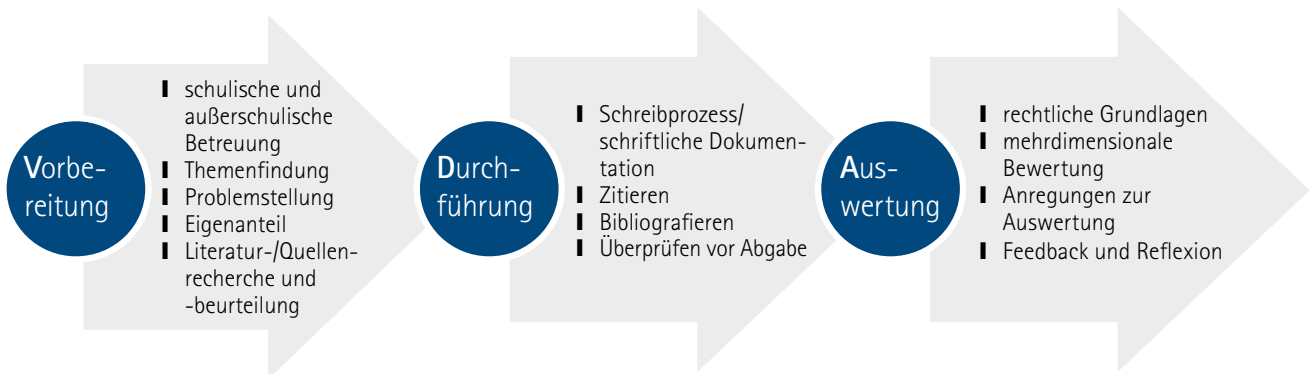 Vorbe-
reitung
schulische und
außerschulische
Betreuung
Themenfindung
Problemstellung
Eigenanteil
Literatur-/Quellen-
recherche und
-beurteilung
Durch-
führung
Schreibprozess/
schriftliche Dokumen-
tation
Zitieren
Bibliografieren
Überprüfen vor Abgabe
Aus-
wertung
rechtliche Grundlagen
mehrdimensionale
Bewertung
Anregungen zur
Auswertung
Feedback und Reflexion